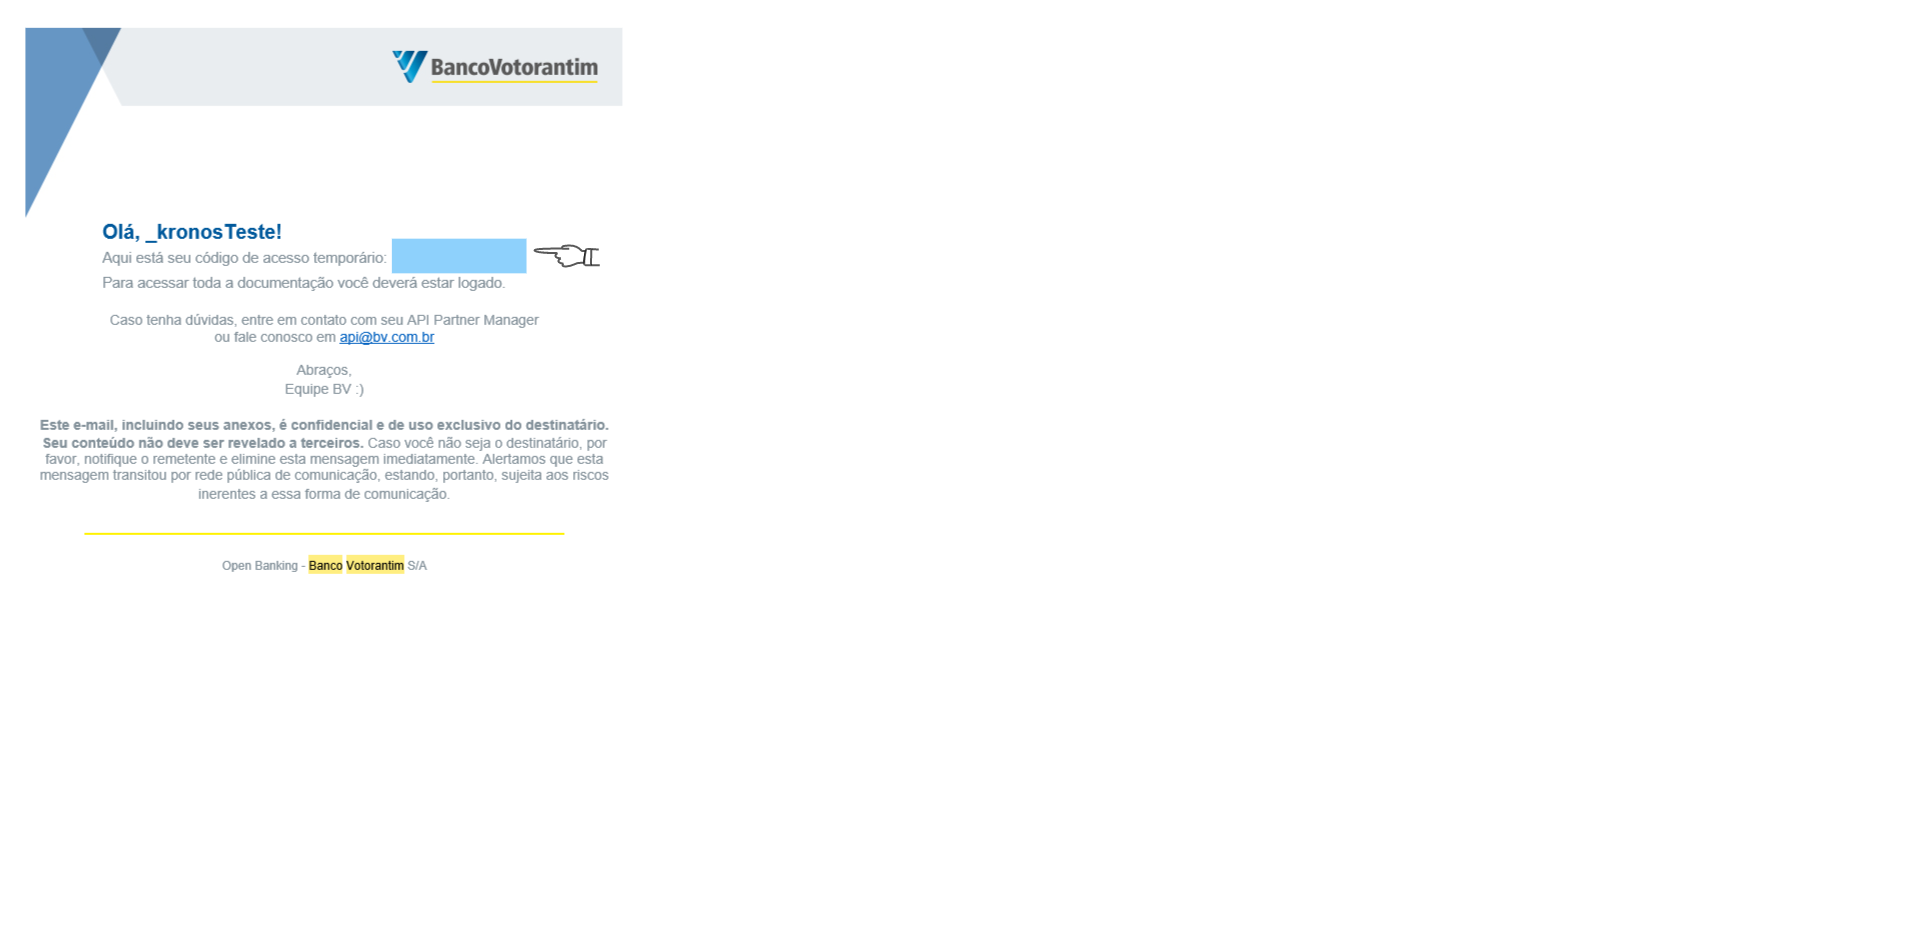 BancoVotorantim
Olá, _kronosTeste!
Aqui está seu código de acesso temporário:
Para acessar toda a documentação você deverá estar logado.
Caso tenha dúvidas, entre em contato com seu API Partner Manager
ou fale conosco em api@bv.com.br
Abraços,
Equipe BV :)
Este e-mail, incluindo seus anexos, é confidencial e de uso exclusivo do destinatário.
Seu conteúdo não deve ser revelado a terceiros. Caso você não seja o destinatário, por
favor, notifique o remetente e elimine esta mensagem imediatamente. Alertamos que esta
mensagem transitou por rede pública de comunicação, estando, portanto, sujeita aos riscos
inerentes a essa forma de comunicação.
Open Banking - Banco Votorantim S/A